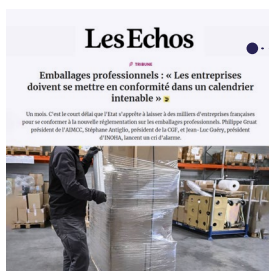 Les Echos
TRIBUNE
Emballages professionnels : « Les entreprises
doivent se mettre en conformité dans un calendrier
intenable »
Un mois. C'est le court délai que l'Etat s'apprête à laisser à des milliers d'entreprises françaises
pour se conformer à la nouvelle réglementation sur les emballages professionnels. Philippe Gruat
président de l'AIMCC, Stéphane Antiglio, président de la CGF, et Jean-Luc Guéry, président
d'INOHA, lancent un cri d'alarme.